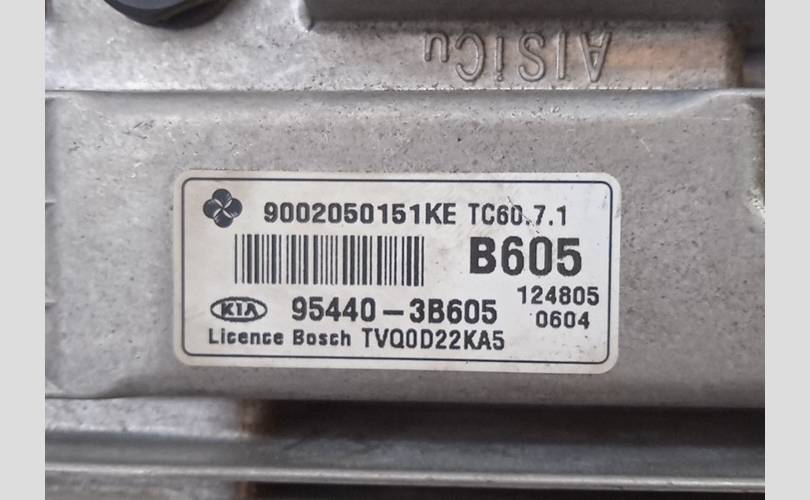 AlSiCu
9002050151KE TC60.7.1
B605
KIA 95440-3B605 124805
0604
Licence Bosch TVQ0D22KA5